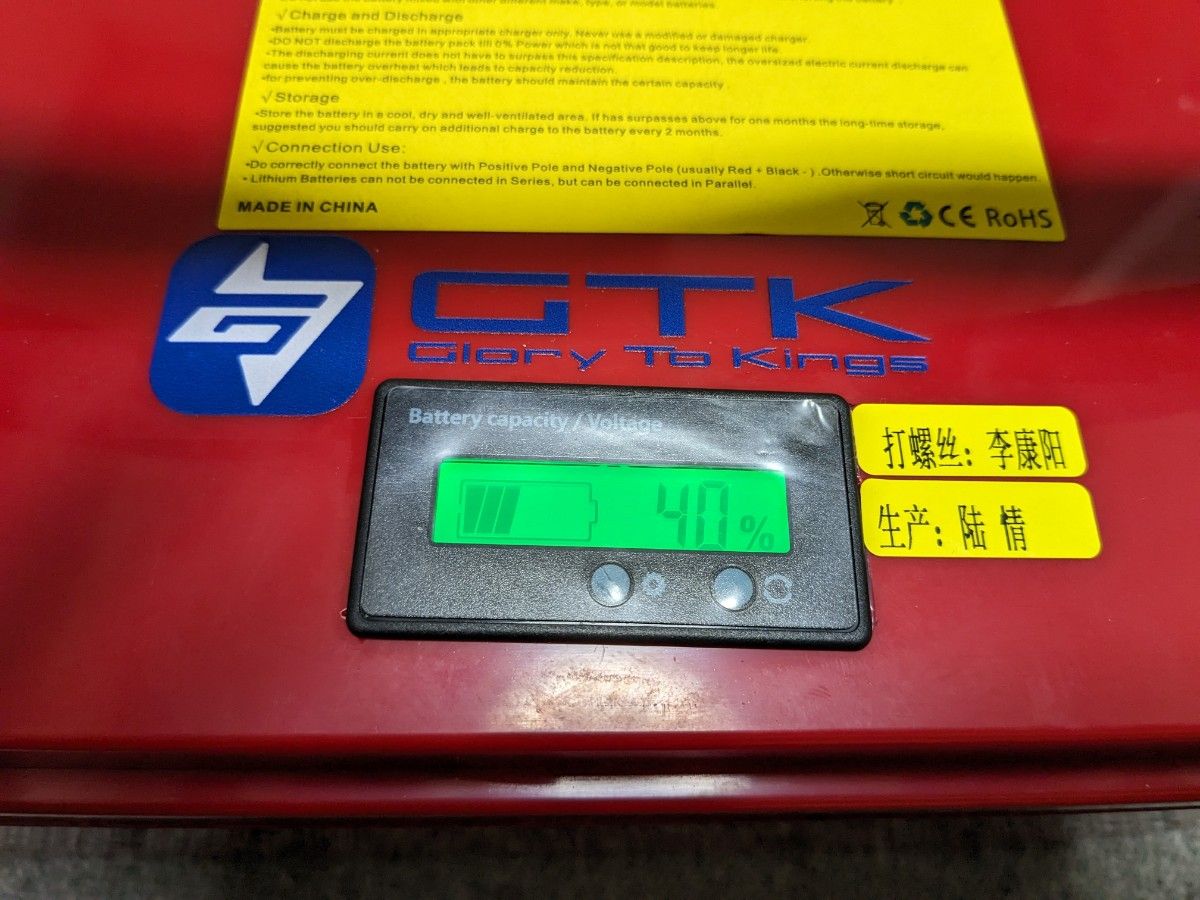 make, type, or model batteries.
√Charge and Discharge
•Battery must be charged in appropriate charger only. Never use a modified or damaged charger.
•DO NOT discharge the battery pack till 0% Power which is not that good to keep longer life.
•The discharging current does not have to surpass this specification description, the oversized electric current discharge can
cause the battery overheat which leads to capacity reduction.
•for preventing over-discharge , the battery should maintain the certain capacity
√Storage
•Store the battery in a cool, dry and well-ventilated area. If has surpasses above for one months the long-time storage,
suggested you should carry on additional charge to the battery every 2 months.
√Connection Use:
•Do correctly connect the battery with Positive Pole and Negative Pole (usually Red + Black - ) .Otherwise short circuit would happen.
• Lithium Batteries can not be connected in Series, but can be connected in Parallel.
MADE IN CHINA
CE RoHS
GTK
Glory To Kings
Battery capacity / Voltage
40 %
打螺丝：李康阳
生产：陆 情